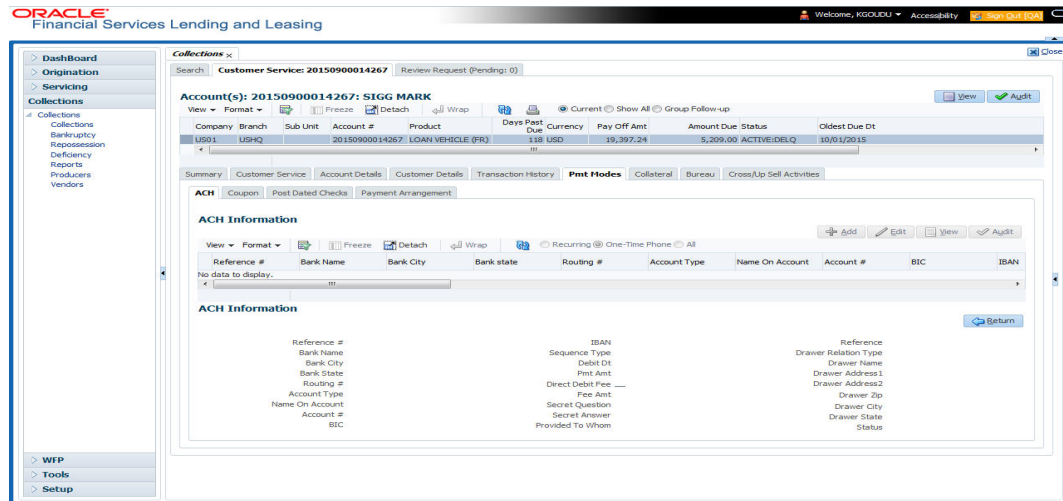 ORACLE
Financial Services Lending and Leasing
Welcome, KGOUDU Accessibility Sign Out [QA]
Close
DashBoard
Origination
Servicing
Collections
Collections
Collections
Bankruptcy
Repossession
Deficiency
Reports
Producers
Vendors
WFP
Tools
Setup
Collections x
Search Customer Service: 20150900014267 Review Request (Pending: 0)
Account(s): 20150900014267: SIGG MARK
View Audit
View Format Freeze Detach Wrap Current Show All Group Follow-up
Company Branch Sub Unit Account # Product Days Past Due Currency Pay Off Amt Amount Due Status Oldest Due Dt
US01 USHQ 20150900014267 LOAN VEHICLE (FR) 118 USD 19,397.24 5,209.00 ACTIVE:DELQ 10/01/2015
Summary Customer Service Account Details Customer Details Transaction History Pmt Modes Collateral Bureau Cross/Up Sell Activities
ACH Coupon Post Dated Checks Payment Arrangement
ACH Information
Add Edit View Audit
View Format Freeze Detach Wrap Recurring One-Time Phone All
Reference # Bank Name Bank City Bank state Routing # Account Type Name On Account Account # BIC IBAN
No data to display.
ACH Information
Return
Reference # IBAN Reference
Bank Name Sequence Type Drawer Relation Type
Bank City Debit Dt Drawer Name
Bank State Pmt Amt Drawer Address1
Routing # Direct Debit Fee Drawer Address2
Account Type Fee Amt Drawer Zip
Name On Account Secret Question Drawer City
Account # Secret Answer Drawer State
BIC Provided To Whom Status